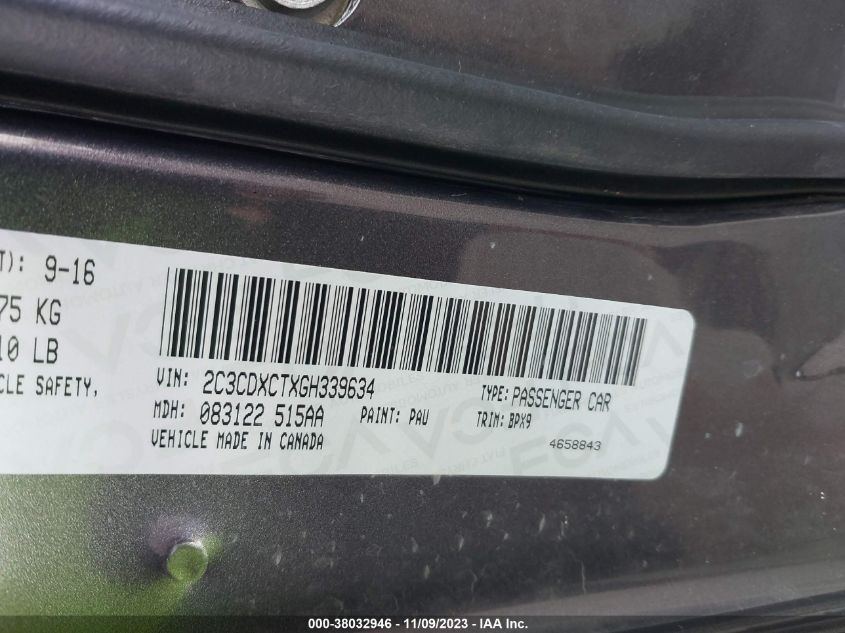 T): 9-16
75 KG
10 LB
CLE SAFETY,
VIN: 2C3CDXCTXGH339634
TYPE: PASSENGER CAR
MDH: 083122 515AA
PAINT: PAU
TRIM: BPX9
VEHICLE MADE IN CANADA
4658843
000-38032946 - 11/09/2023 - IAA Inc.